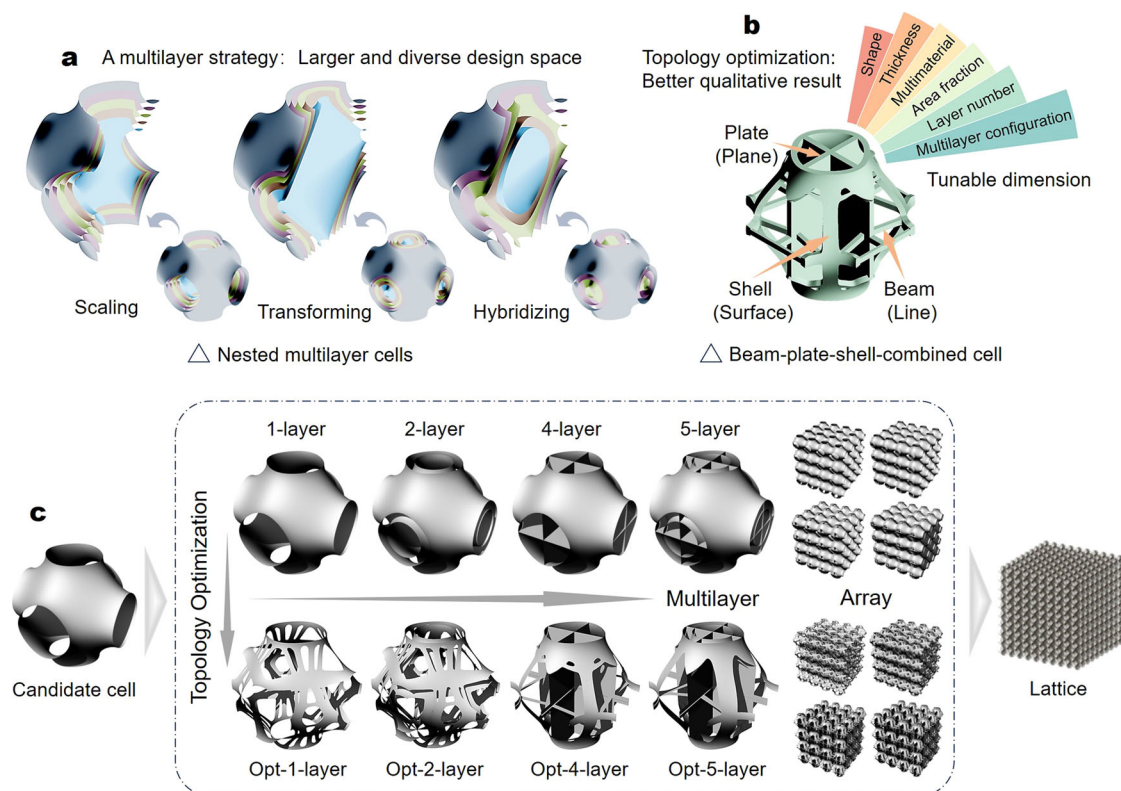 a A multilayer strategy: Larger and diverse design space
Scaling
Transforming
Hybridizing
△ Nested multilayer cells
b
Topology optimization:
Better qualitative result
Shape
Thickness
Multimaterial
Area fraction
Layer number
Multilayer configuration
Tunable dimension
Plate
(Plane)
Shell
(Surface)
Beam
(Line)
△ Beam-plate-shell-combined cell
c
Candidate cell
Topology Optimization
1-layer
2-layer
4-layer
5-layer
Multilayer
Array
Opt-1-layer
Opt-2-layer
Opt-4-layer
Opt-5-layer
Lattice